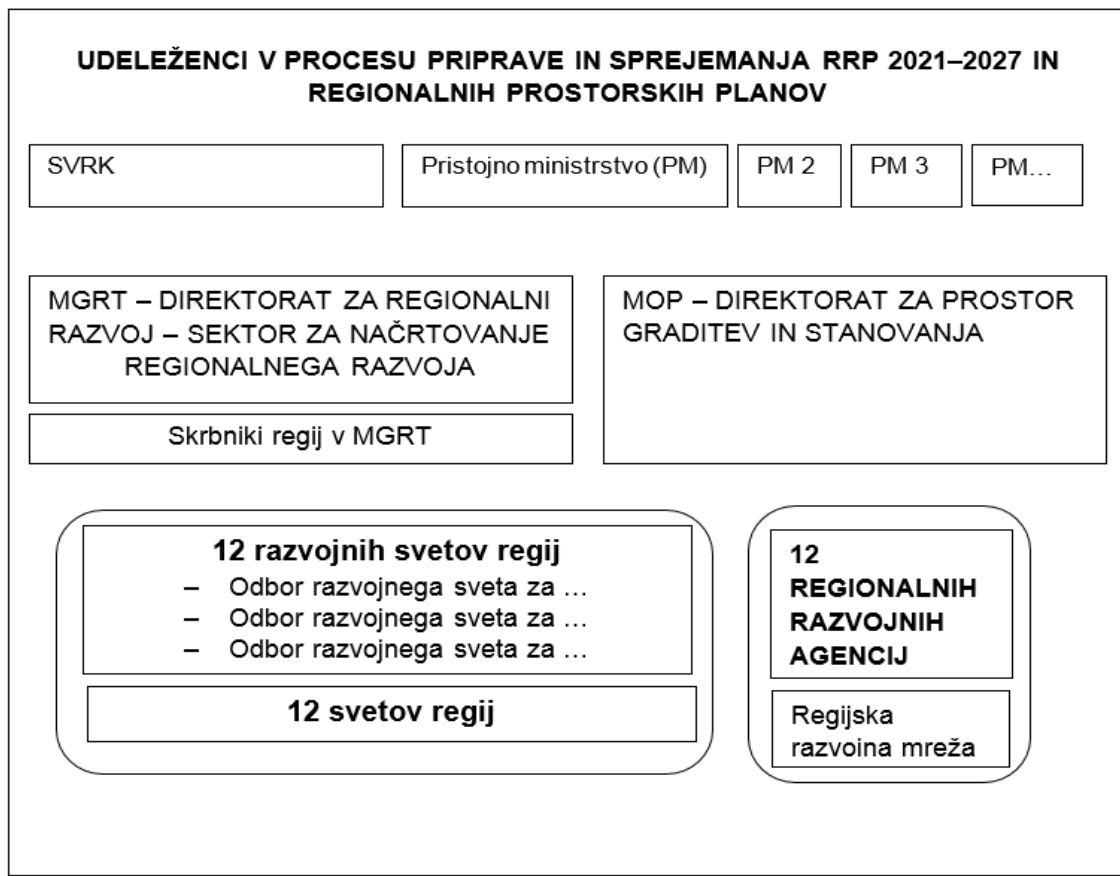 UDELEŽENCI V PROCESU PRIPRAVE IN SPREJEMANJA RRP 2021–2027 IN
REGIONALNIH PROSTORSKIH PLANOV
SVRK
Pristojno ministrstvo (PM)
PM 2
PM 3
PM…
MGRT – DIREKTORAT ZA REGIONALNI
RAZVOJ – SEKTOR ZA NAČRTOVANJE
REGIONALNEGA RAZVOJA
Skrbniki regij v MGRT
MOP – DIREKTORAT ZA PROSTOR
GRADITEV IN STANOVANJA
12 razvojnih svetov regij
– Odbor razvojnega sveta za …
– Odbor razvojnega sveta za …
– Odbor razvojnega sveta za …
12 svetov regij
12
REGIONALNIH
RAZVOJNIH
AGENCIJ
Regijska
razvojna mreža